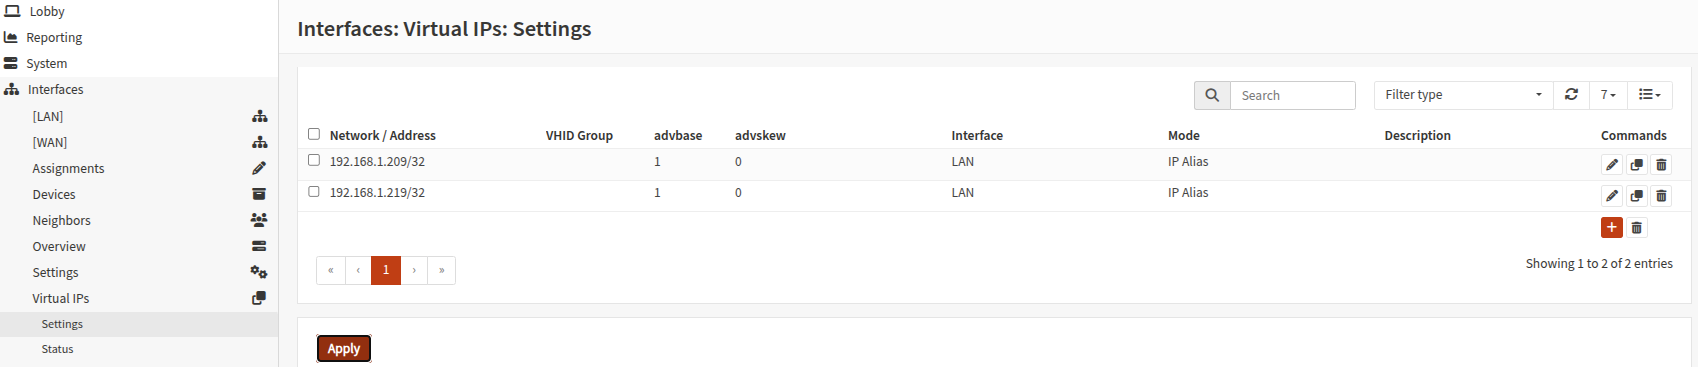 Lobby
Reporting
System
Interfaces
[LAN]
[WAN]
Assignments
Devices
Neighbors
Overview
Settings
Virtual IPs
Settings
Status
Interfaces: Virtual IPs: Settings
Search Filter type 7
Network / Address VHID Group advbase advskew Interface Mode Description Commands
192.168.1.209/32 1 0 LAN IP Alias
192.168.1.219/32 1 0 LAN IP Alias
« ‹ 1 › »
Showing 1 to 2 of 2 entries
Apply